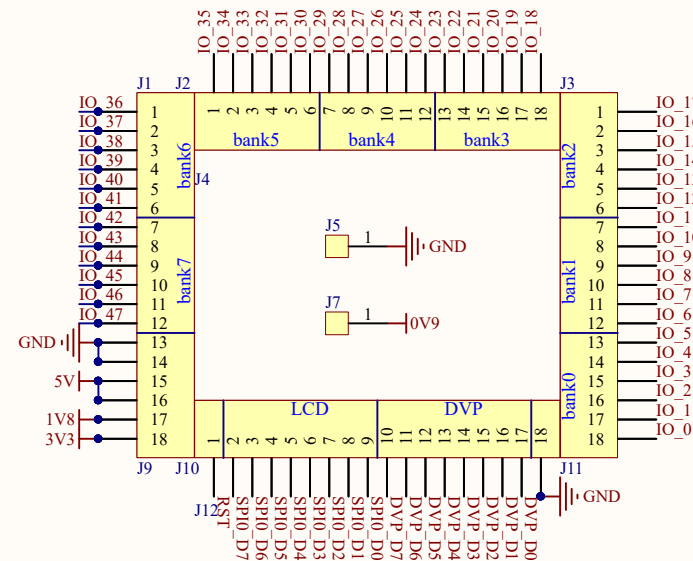 IO_35
IO_34
IO_33
IO_32
IO_31
IO_30
IO_29
IO_28
IO_27
IO_26
IO_25
IO_24
IO_23
IO_22
IO_21
IO_20
IO_19
IO_18
J1
J2
J3
1 2 3 4 5 6 7 8 9 10 11 12 13 14 15 16 17 18
bank5
bank4
bank3
IO_36 1
IO_37 2
IO_38 3
IO_39 4
IO_40 5
IO_41 6
IO_42 7
IO_43 8
IO_44 9
IO_45 10
IO_46 11
IO_47 12
GND 13
14
5V 15
16
1V8 17
3V3 18
bank6
bank7
J4
J5
1
GND
J7
1
0V9
1
2
3
4
5
6
7
8
9 IO_9
10 IO_8
11 IO_7
12 IO_6
13 IO_5
14 IO_4
15 IO_3
16 IO_2
17 IO_1
18 IO_0
bank2
bank1
bank0
LCD
DVP
1 2 3 4 5 6 7 8 9 10 11 12 13 14 15 16 17 18
J9
J10
J11
J12
RST
SPI0_D7
SPI0_D6
SPI0_D5
SPI0_D4
SPI0_D3
SPI0_D2
SPI0_D1
SPI0_D0
DVP_D7
DVP_D6
DVP_D5
DVP_D4
DVP_D3
DVP_D2
DVP_D1
DVP_D0
GND